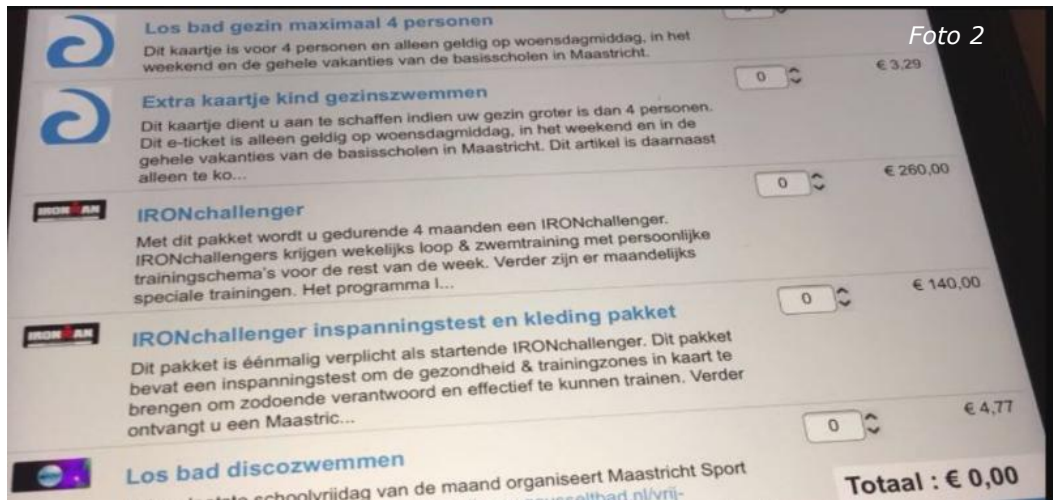 Foto 2
Los bad gezin maximaal 4 personen
Dit kaartje is voor 4 personen en alleen geldig op woensdagmiddag, in het
weekend en de gehele vakanties van de basisscholen in Maastricht.
Extra kaartje kind gezinszwemmen
0
€ 3,29
Dit kaartje dient u aan te schaffen indien uw gezin groter is dan 4 personen.
Dit e-ticket is alleen geldig op woensdagmiddag, in het weekend en in de
gehele vakanties van de basisscholen in Maastricht. Dit artikel is daarnaast
alleen te ko...
IRONMAN
IRONchallenger
0
€ 260,00
Met dit pakket wordt u gedurende 4 maanden een IRONchallenger.
IRONchallengers krijgen wekelijks loop & zwemtraining met persoonlijke
trainingschema's voor de rest van de week. Verder zijn er maandelijks
speciale trainingen. Het programma I...
IRONMAN
IRONchallenger inspanningstest en kleding pakket
0
€ 140,00
Dit pakket is éénmalig verplicht als startende IRONchallenger. Dit pakket
bevat een inspanningstest om de gezondheid & trainingzones in kaart te
brengen om zodoende verantwoord en effectief te kunnen trainen. Verder
ontvangt u een Maastric...
Los bad discozwemmen
0
€ 4,77
schoolvrijdag van de maand organiseert Maastricht Sport
Totaal : € 0,00